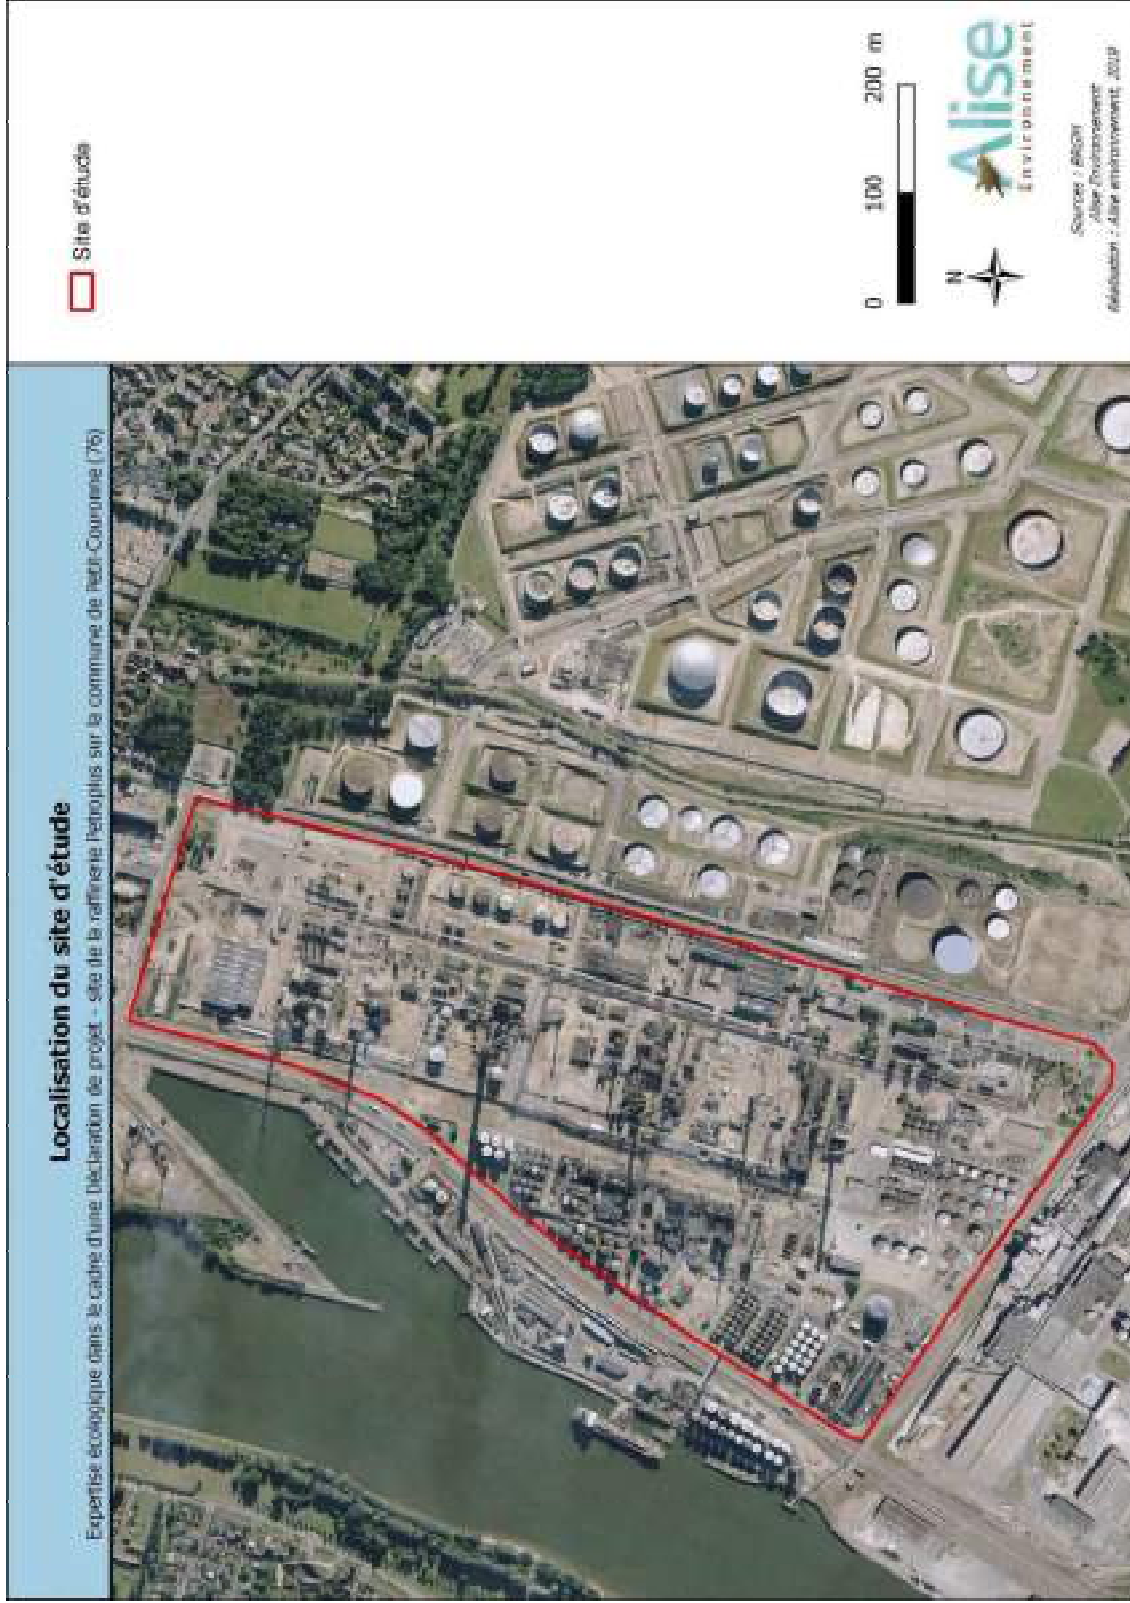 Localisation du site d'étude
Expertise écologique dans le cadre d'une Déclaration de projet - site de la raffinerie Petroplus sur la commune de Petit-Couronne (76)
Site d'étude
0 100 200 m
N
Alise
Environnement
Sources : BRGM
Alise Environnement
Réalisation : Alise environnement, 2019